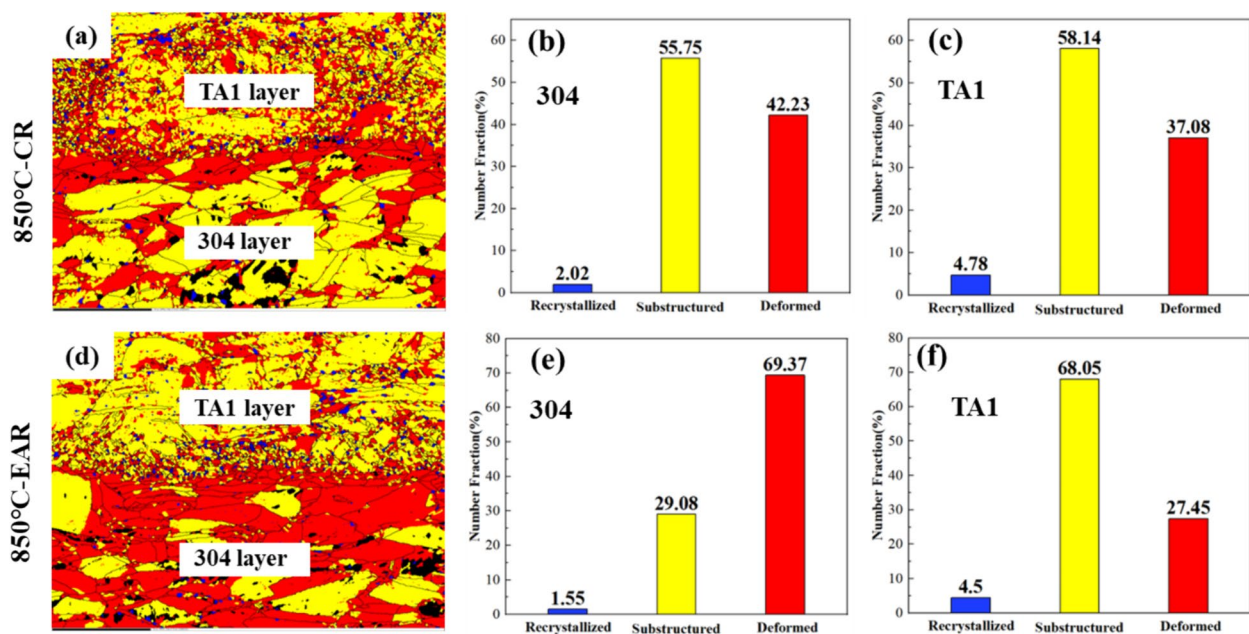 850°C-CR
(a)
TA1 layer
304 layer
(b)
304
Number Fraction(%)
60
50
40
30
20
10
0
2.02
55.75
42.23
Recrystallized
Substructured
Deformed
(c)
TA1
Number Fraction(%)
60
50
40
30
20
10
0
4.78
58.14
37.08
Recrystallized
Substructured
Deformed
850°C-EAR
(d)
TA1 layer
304 layer
(e)
304
Number Fraction(%)
80
70
60
50
40
30
20
10
0
1.55
29.08
69.37
Recrystallized
Substructured
Deformed
(f)
TA1
Number Fraction(%)
80
70
60
50
40
30
20
10
0
4.5
68.05
27.45
Recrystallized
Substructured
Deformed